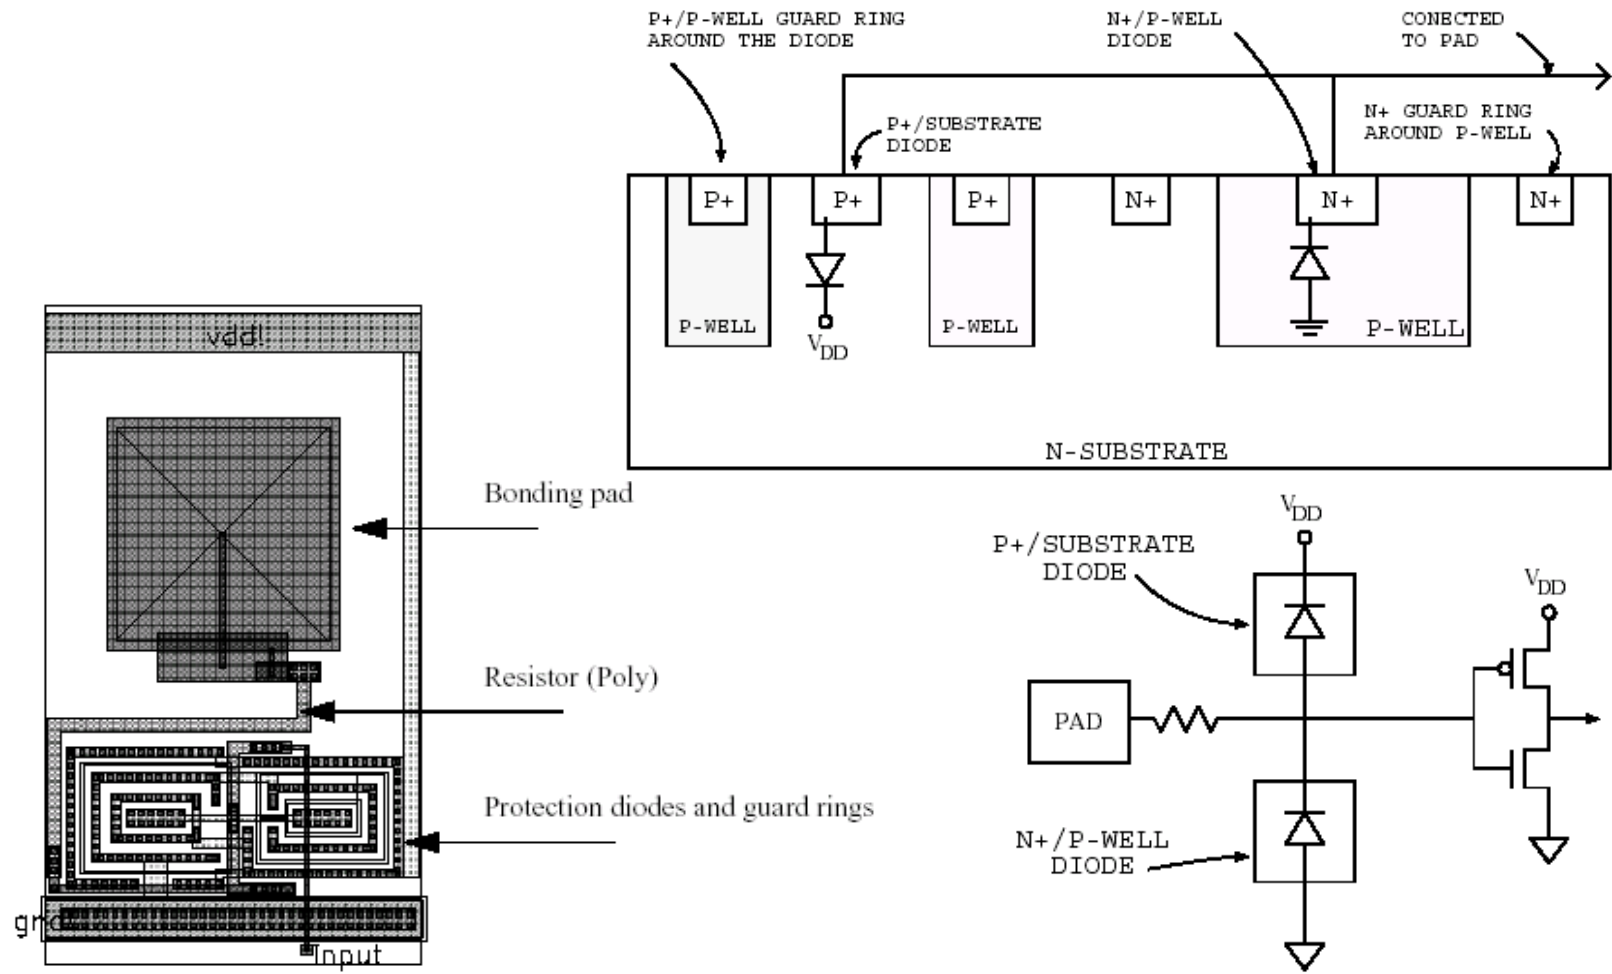 P+/P-WELL GUARD RING
AROUND THE DIODE
N+/P-WELL
DIODE
CONECTED
TO PAD
P+/SUBSTRATE
DIODE
N+ GUARD RING
AROUND P-WELL
P+
P+
P+
N+
N+
N+
P-WELL
VDD
P-WELL
P-WELL
N-SUBSTRATE
vdd!
Bonding pad
Resistor (Poly)
Protection diodes and guard rings
gnd
Input
VDD
P+/SUBSTRATE
DIODE
VDD
PAD
N+/P-WELL
DIODE